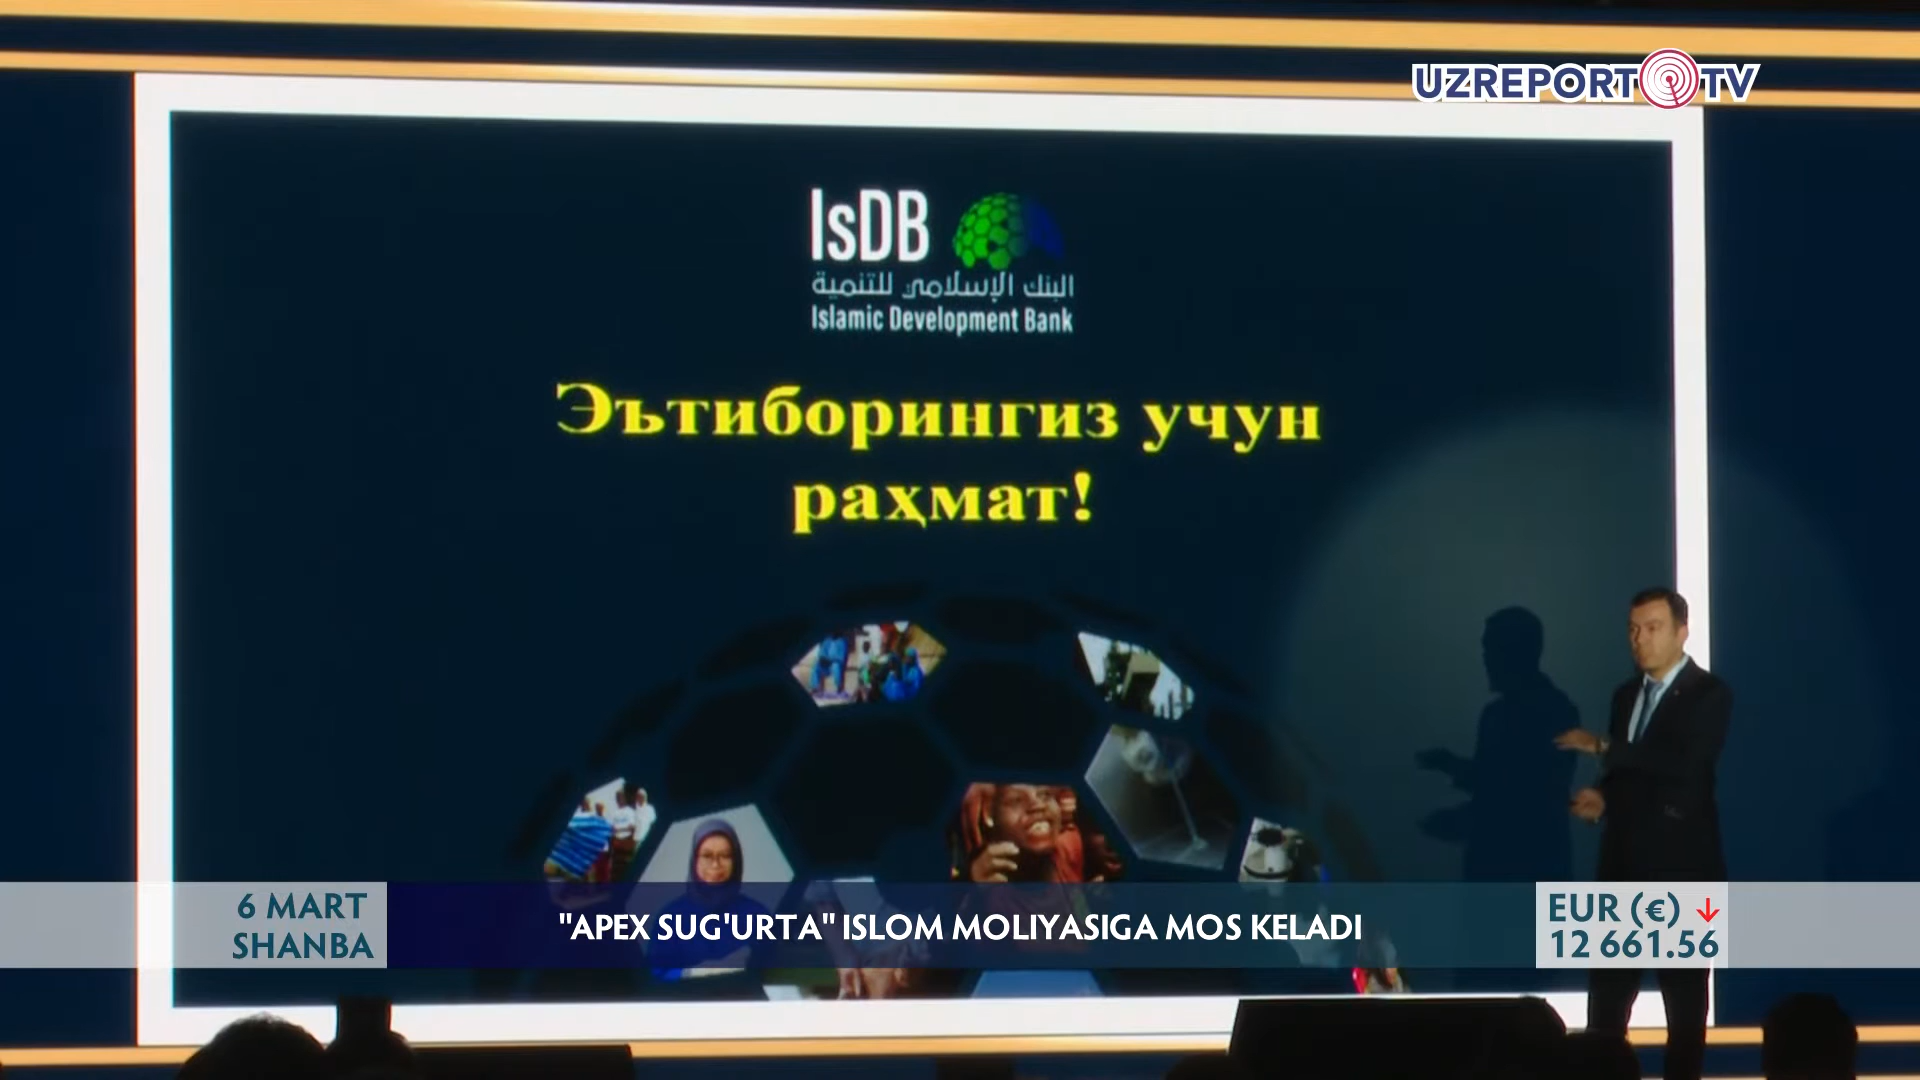 UZREPORT TV
IsDB
البنك الإسلامي للتنمية
Islamic Development Bank
Эътиборингиз учун
раҳмат!
6 MART
SHANBA
"APEX SUG'URTA" ISLOM MOLIYASIGA MOS KELADI
EUR (€) ↓
12 661.56